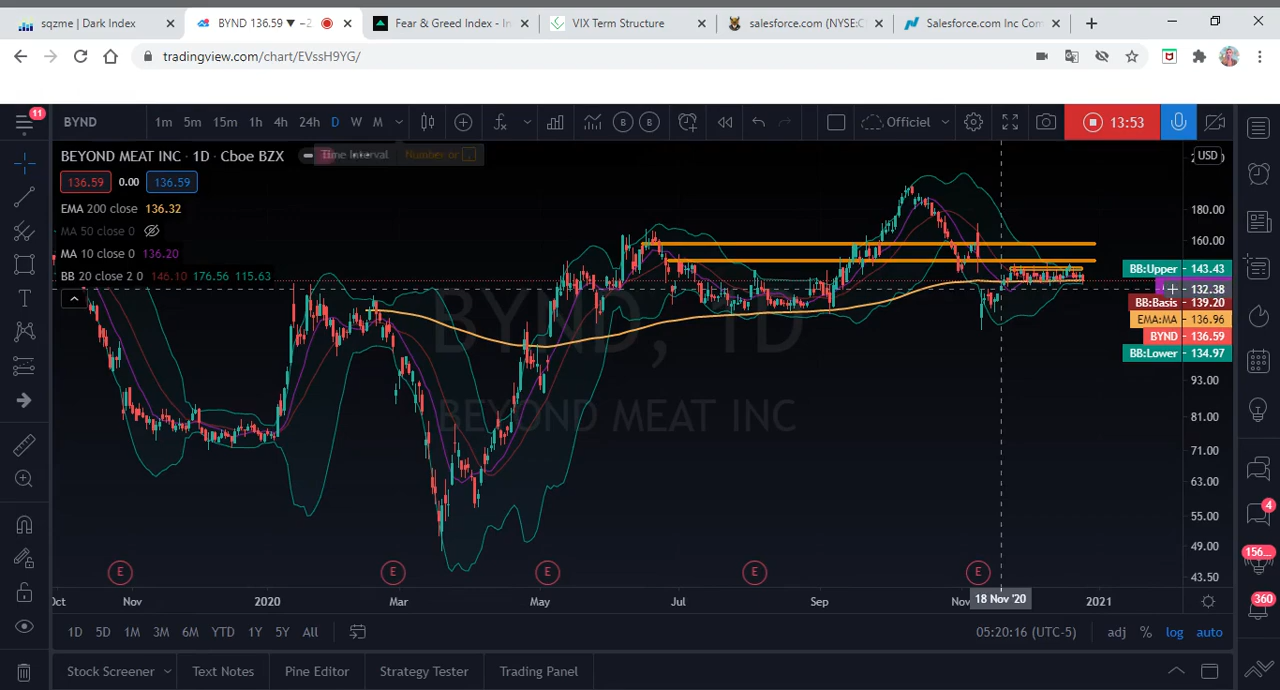 sqzme | Dark Index
BYND 136.59 ▼ −2
Fear & Greed Index - In
VIX Term Structure
salesforce.com (NYSE:C
Salesforce.com Inc Com
tradingview.com/chart/EVssH9YG/
11
BYND
1m 5m 15m 1h 4h 24h D W M
B B
Officiel
13:53
BEYOND MEAT INC · 1D · Cboe BZX
Time Interval
Number or
USD
136.59 0.00 136.59
EMA 200 close 136.32
MA 50 close 0
MA 10 close 0 136.20
BB 20 close 2 0 146.10 176.56 115.63
BYND, 1D
BEYOND MEAT INC
180.00
160.00
BB:Upper 143.43
132.38
BB:Basis 139.20
EMA:MA 136.96
BYND 136.59
BB:Lower 134.97
93.00
81.00
71.00
63.00
55.00
49.00
43.50
E E E E E
Oct Nov 2020 Mar May Jul Sep Nov 18 Nov '20 2021
1D 5D 1M 3M 6M YTD 1Y 5Y All
05:20:16 (UTC-5)
adj % log auto
Stock Screener Text Notes Pine Editor Strategy Tester Trading Panel
4
156...
360